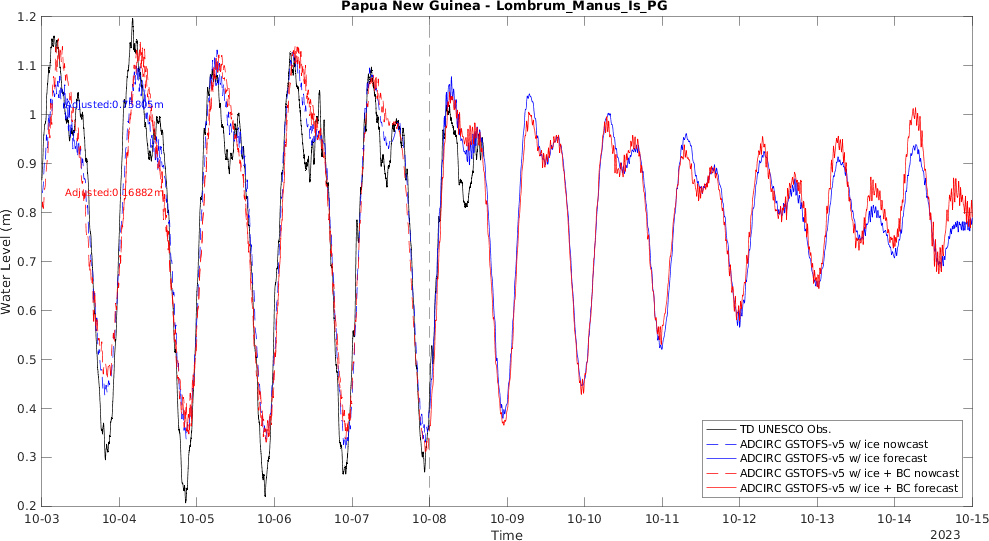 Papua New Guinea - Lombrum_Manus_Is_PG
1.2
1.1
1
0.9
0.8
0.7
0.6
0.5
0.4
0.3
0.2
Water Level (m)
Adjusted:0.15805m
Adjusted:0.16882m
TD UNESCO Obs.
ADCIRC GSTOFS-v5 w/ ice nowcast
ADCIRC GSTOFS-v5 w/ ice forecast
ADCIRC GSTOFS-v5 w/ ice + BC nowcast
ADCIRC GSTOFS-v5 w/ ice + BC forecast
10-03 10-04 10-05 10-06 10-07 10-08 10-09 10-10 10-11 10-12 10-13 10-14 10-15
Time
2023